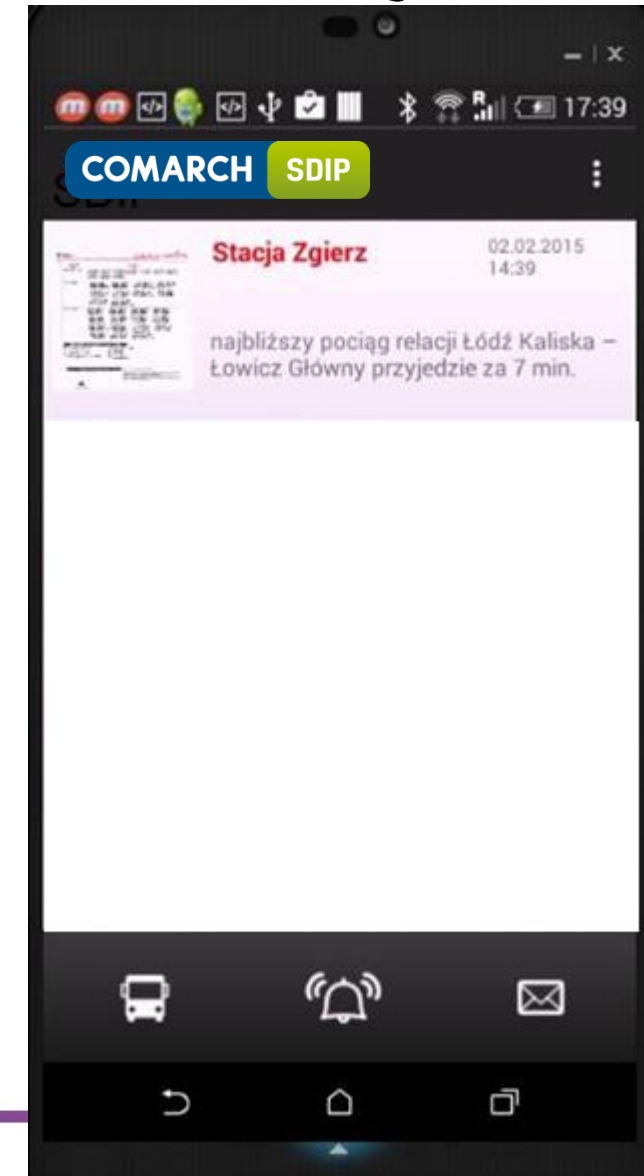 17:39
COMARCH SDIP
Stacja Zgierz
02.02.2015
14:39
najbliższy pociąg relacji Łódź Kaliska –
Łowicz Główny przyjedzie za 7 min.